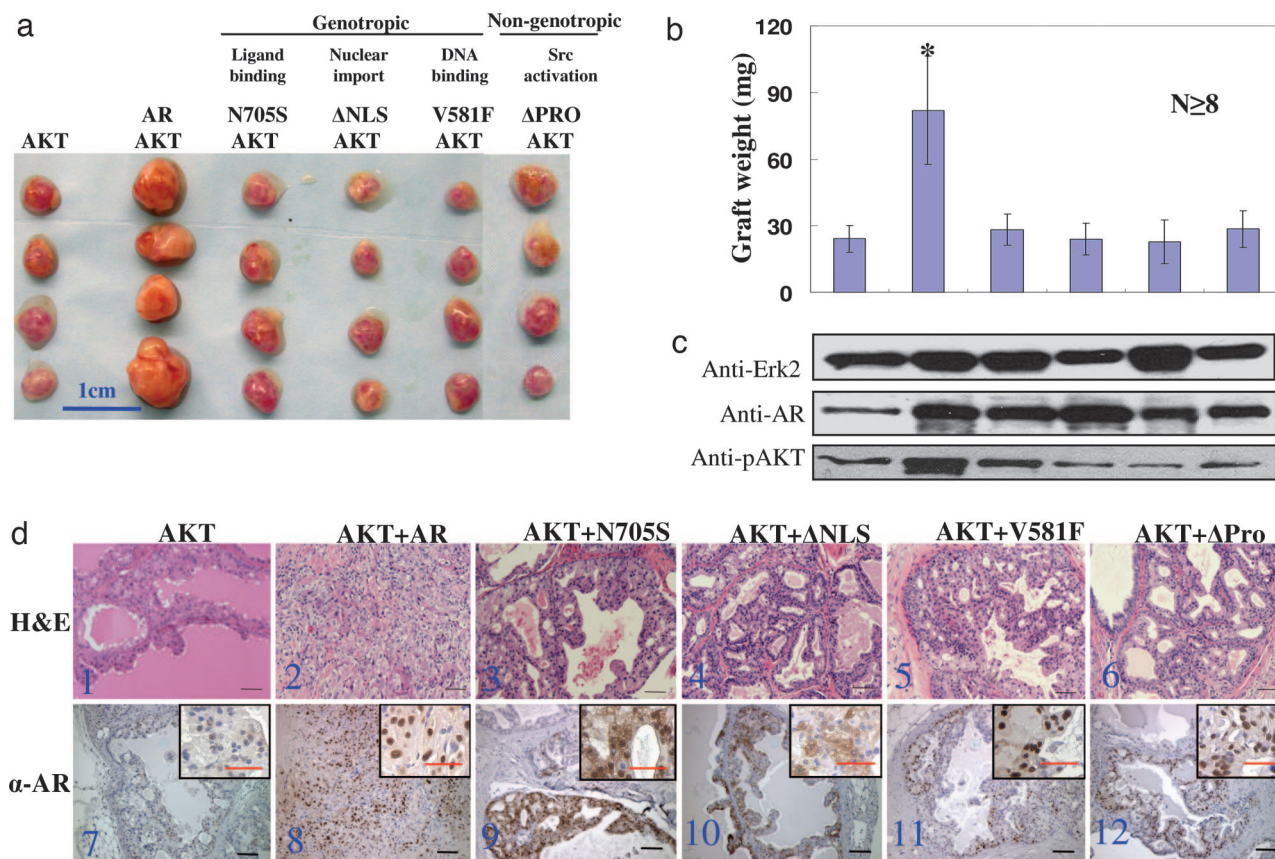 a
Genotropic Non-genotropic
Ligand binding Nuclear import DNA binding Src activation
AR N705S ΔNLS V581F ΔPRO
AKT AKT AKT AKT AKT AKT
1cm
b
Graft weight (mg)
120
90
60
30
0
*
N≥8
c
Anti-Erk2
Anti-AR
Anti-pAKT
d
AKT AKT+AR AKT+N705S AKT+ΔNLS AKT+V581F AKT+ΔPro
H&E
1 2 3 4 5 6
α-AR
7 8 9 10 11 12